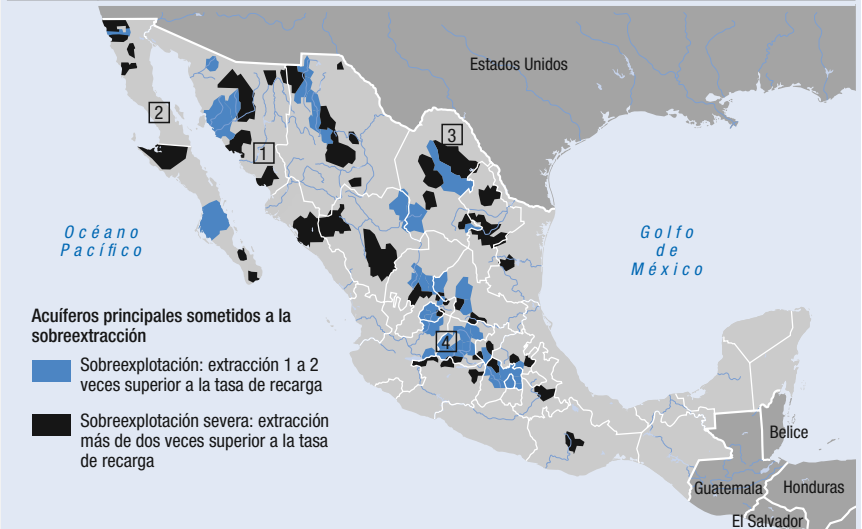 Estados Unidos
3
2
1
Océano
Pacífico
Golfo
de
México
Acuíferos principales sometidos a la
sobreextracción
4
Sobreexplotación: extracción 1 a 2
veces superior a la tasa de recarga
Sobreexplotación severa: extracción
más de dos veces superior a la tasa
de recarga
Belice
Guatemala
Honduras
El Salvador